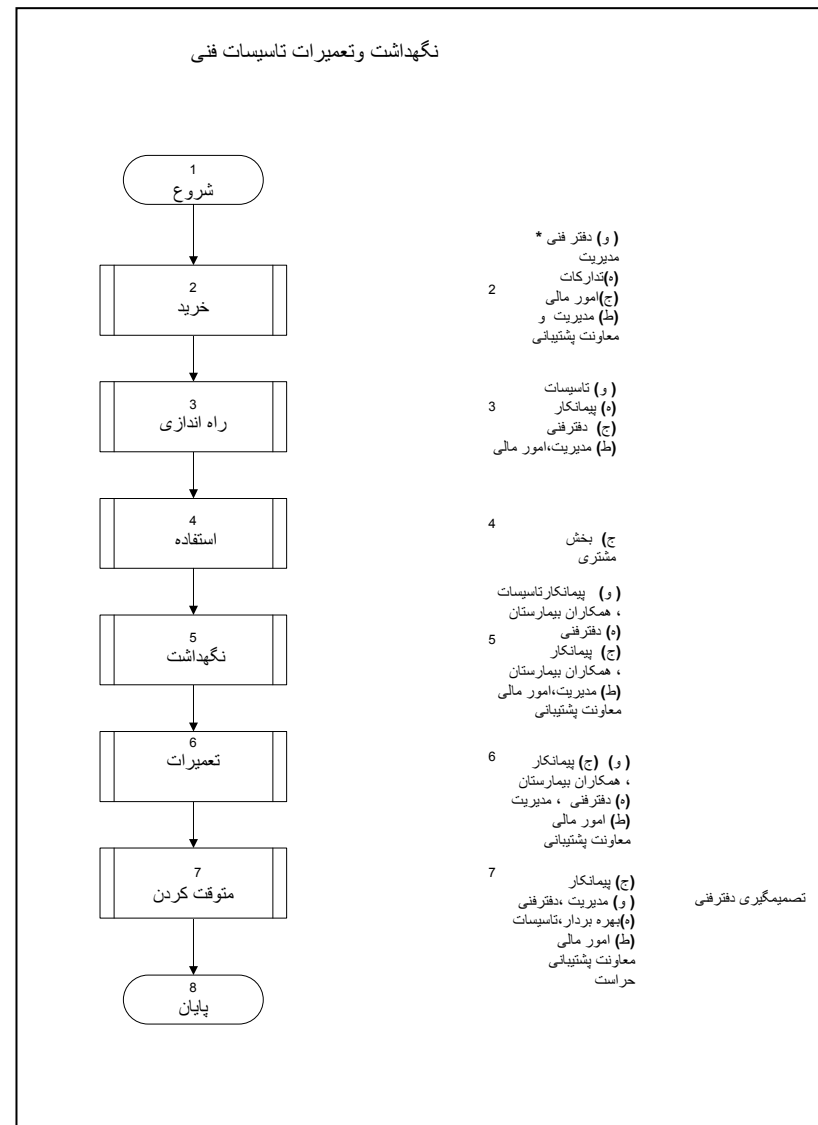 نگهداشت وتعمیرات تاسیسات فنی
1
شروع
2
خرید
3
راه اندازی
4
استفاده
5
نگهداشت
6
تعمیرات
7
متوقت کردن
8
پایان
2
( و) دفتر فنی *
مدیریت
(ه)تدارکات
(ج)امور مالی
(ط) مدیریت و
معاونت پشتیبانی
3
( و) تاسیسات
(ه) پیمانکار
(ج) دفترفنی
(ط) مدیریت،امور مالی
4
ج) بخش
مشتری
5
( و) پیمانکارتاسیسات
، همکاران بیمارستان
(ه) دفترفنی
(ج) پیمانکار
، همکاران بیمارستان
(ط) مدیریت،امور مالی
معاونت پشتیبانی
6
( و) (ج) پیمانکار
، همکاران بیمارستان
(ه) دفترفنی ، مدیریت
(ط) امور مالی
معاونت پشتیبانی
7
(ج) پیمانکار
( و) مدیریت ،دفترفنی
(ه)بهره بردار،تاسیسات
(ط) امور مالی
معاونت پشتیبانی
حراست
تصمیمگیری دفترفنی